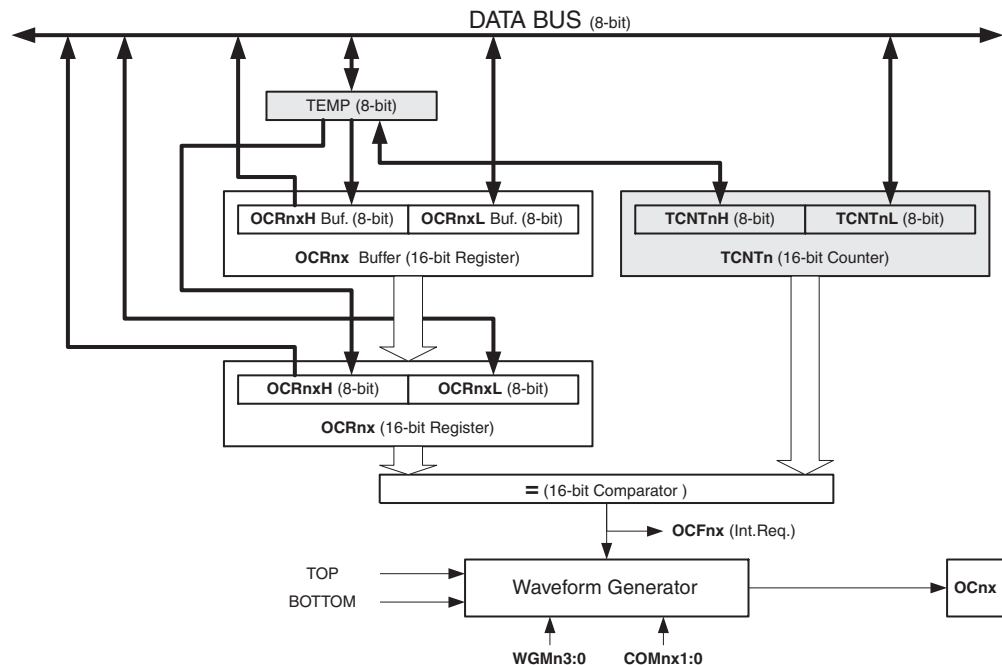 DATA BUS (8-bit)
TEMP (8-bit)
OCRnxH Buf. (8-bit) OCRnxL Buf. (8-bit)
OCRnx Buffer (16-bit Register)
TCNTnH (8-bit) TCNTnL (8-bit)
TCNTn (16-bit Counter)
OCRnxH (8-bit) OCRnxL (8-bit)
OCRnx (16-bit Register)
= (16-bit Comparator )
OCFnx (Int.Req.)
TOP
BOTTOM
Waveform Generator
OCnx
WGMn3:0 COMnx1:0